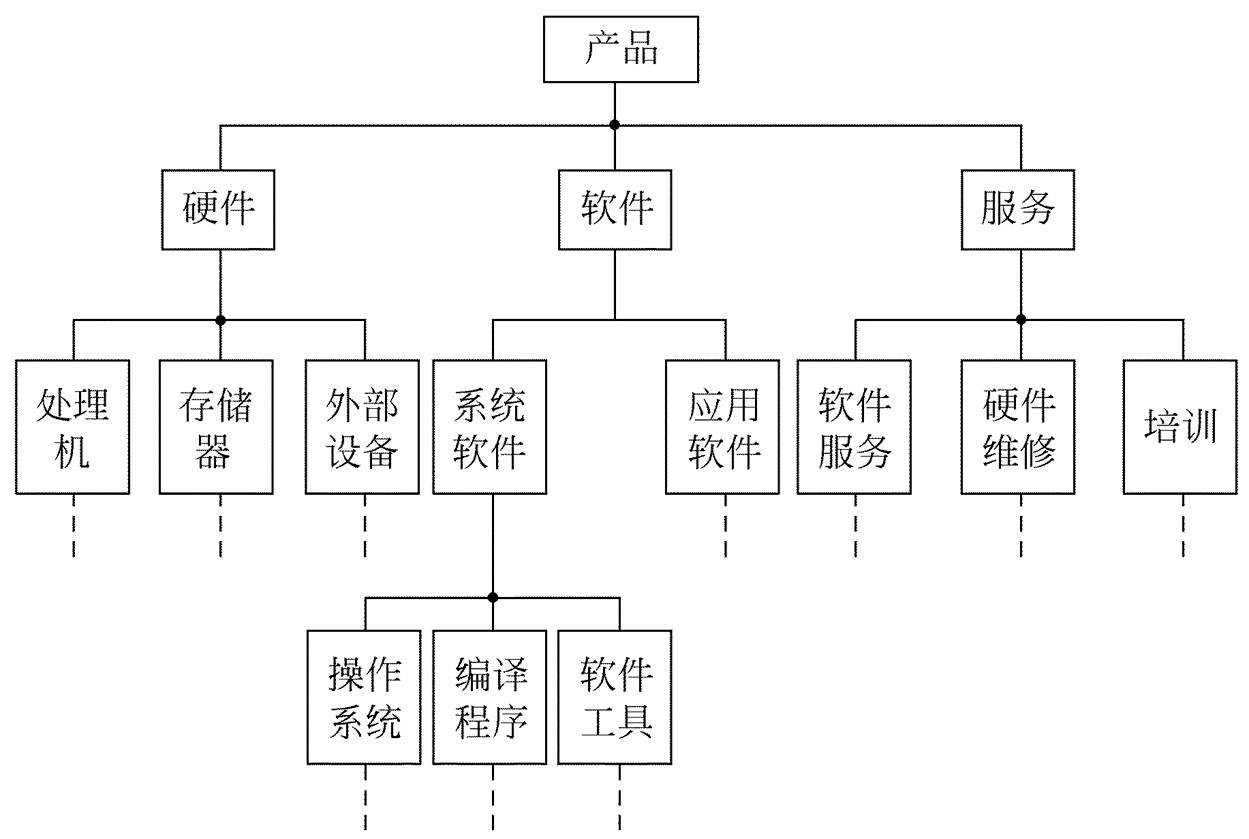 产品
硬件
软件
服务
处理
机
存储
器
外部
设备
系统
软件
应用
软件
软件
服务
硬件
维修
培训
操作
系统
编译
程序
软件
工具